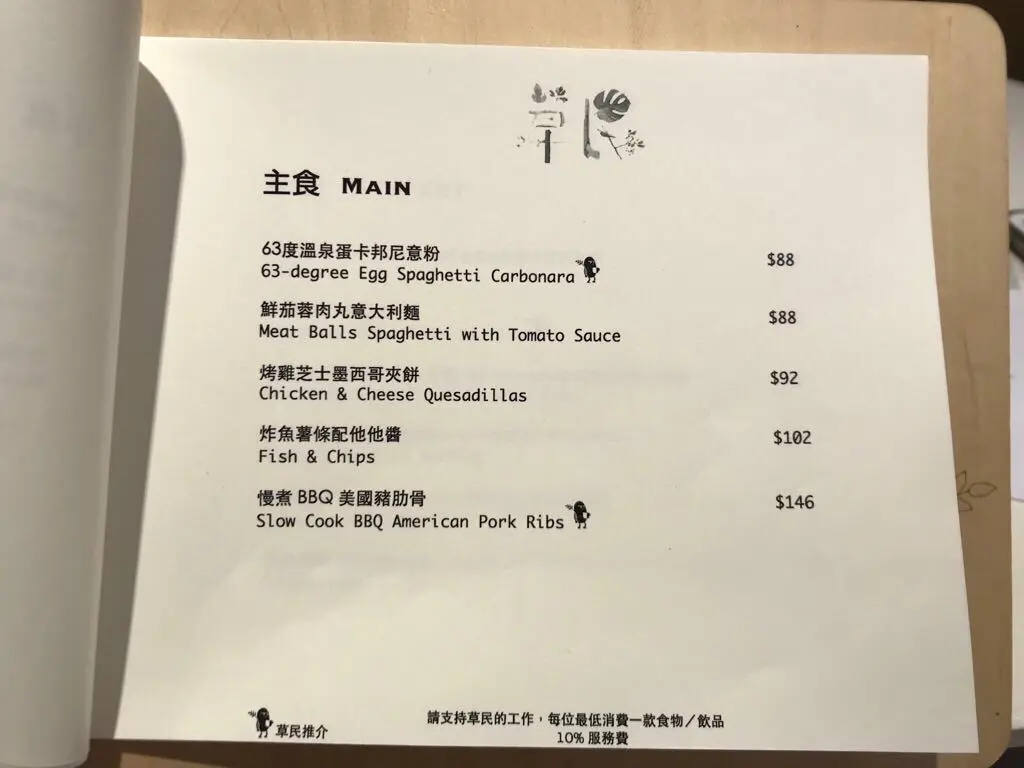 草民
主食 MAIN
63度溫泉蛋卡邦尼意粉 $88
63-degree Egg Spaghetti Carbonara
鮮茄蓉肉丸意大利麵 $88
Meat Balls Spaghetti with Tomato Sauce
烤雞芝士墨西哥夾餅 $92
Chicken & Cheese Quesadillas
炸魚薯條配他他醬 $102
Fish & Chips
慢煮 BBQ 美國豬肋骨 $146
Slow Cook BBQ American Pork Ribs
草民推介
請支持草民的工作，每位最低消費一款食物／飲品
10% 服務費